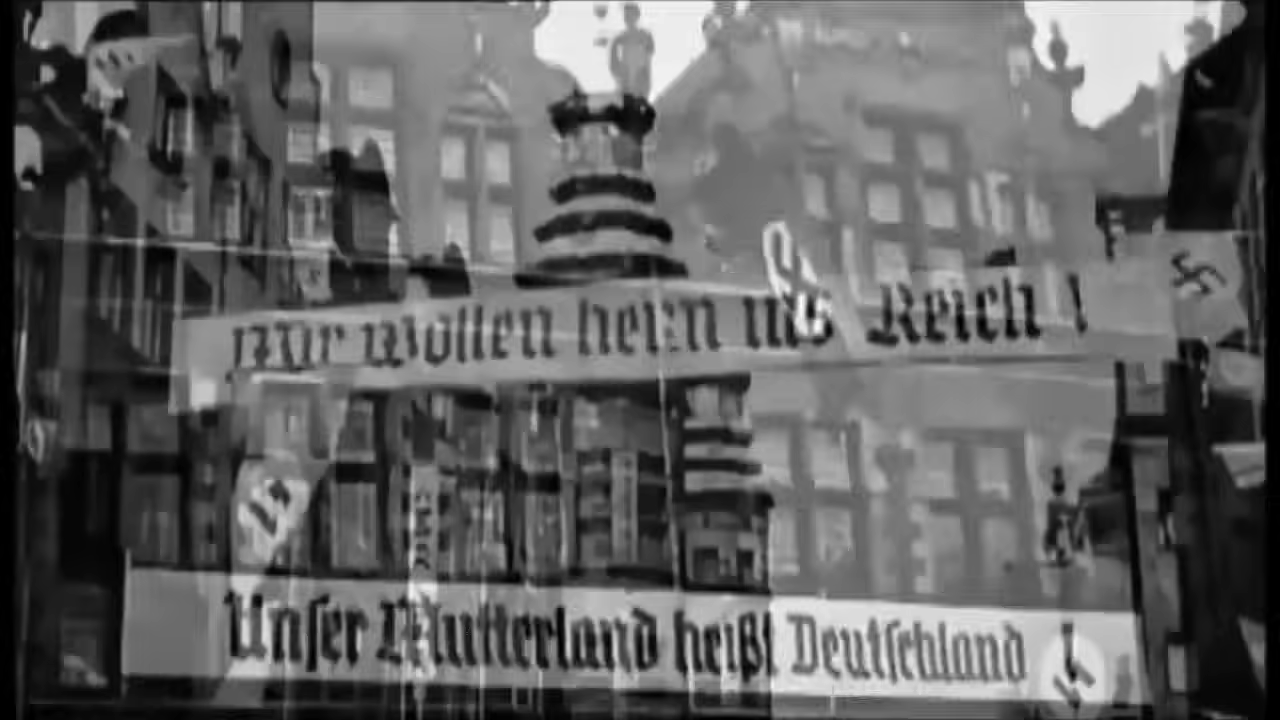 Wir wollen heim ins Reich !
Unser Mutterland heißt Deutschland